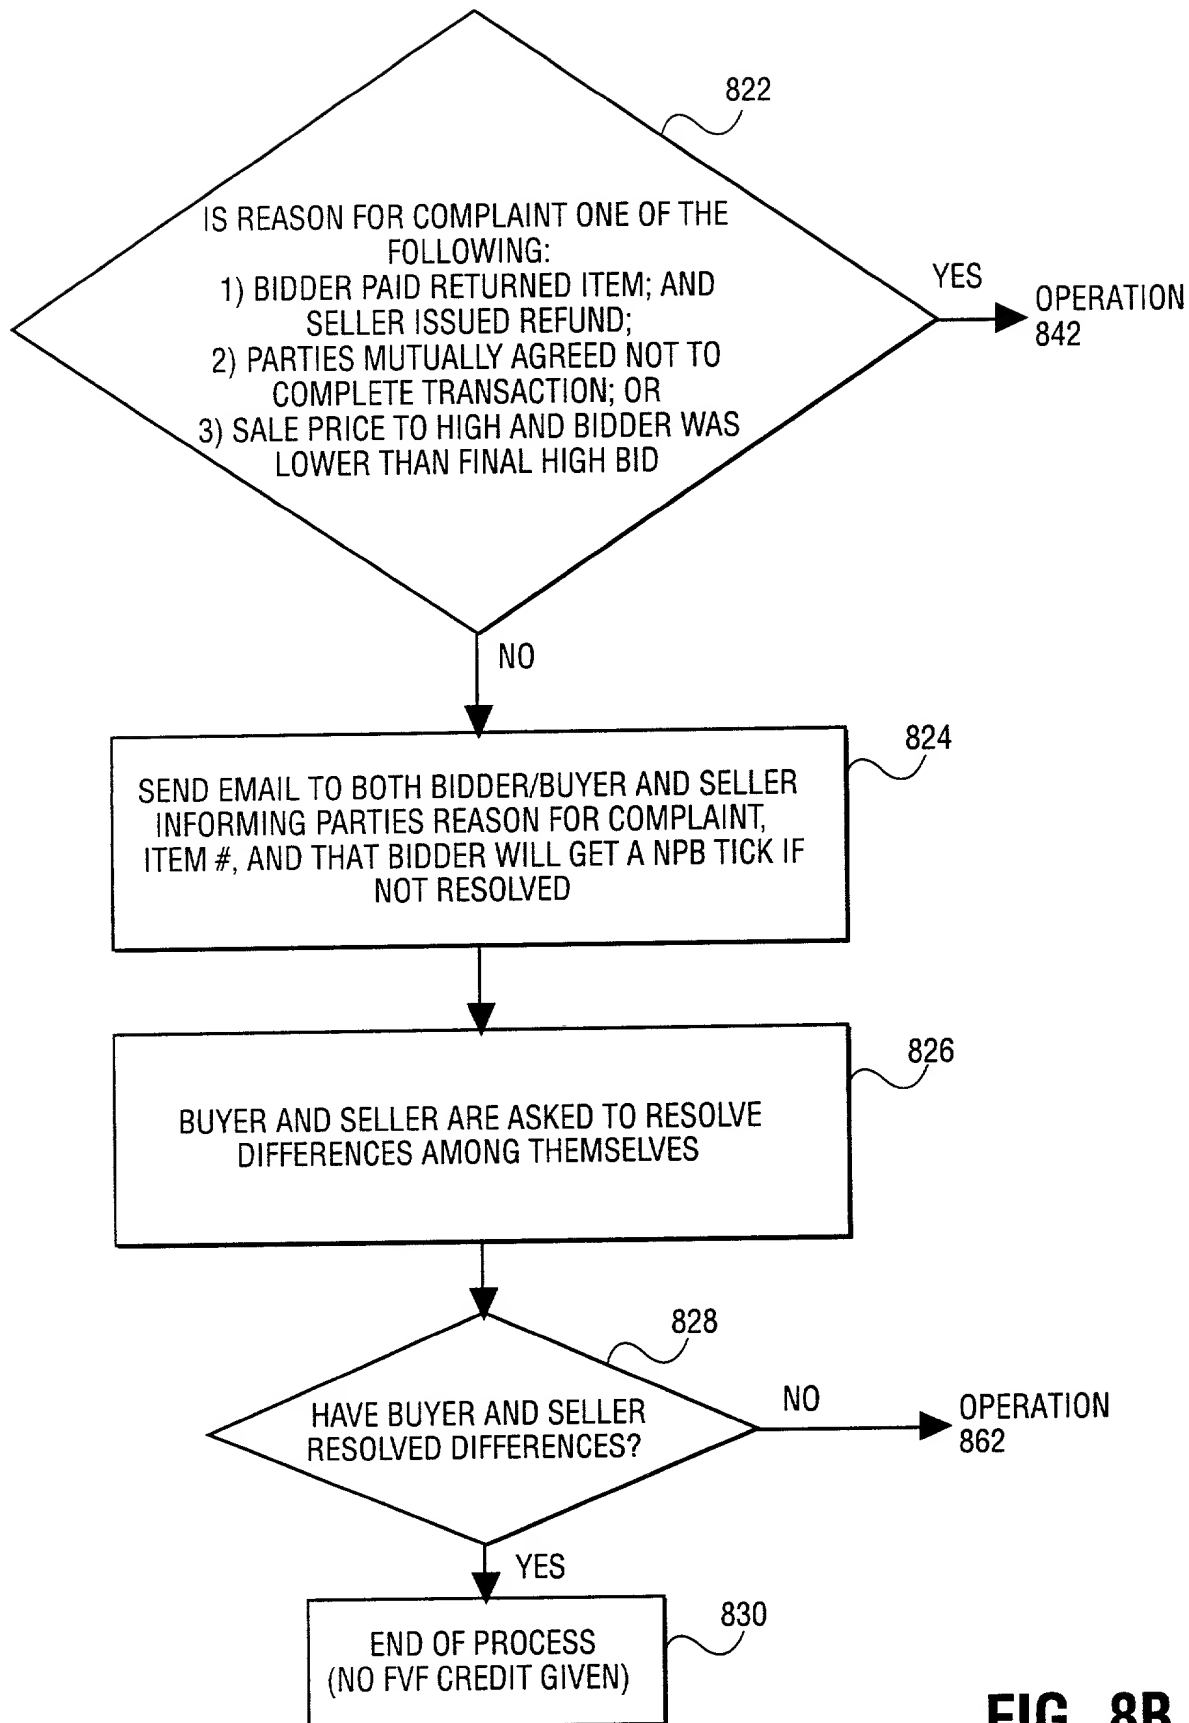 822
IS REASON FOR COMPLAINT ONE OF THE
FOLLOWING:
1) BIDDER PAID RETURNED ITEM; AND
SELLER ISSUED REFUND;
2) PARTIES MUTUALLY AGREED NOT TO
COMPLETE TRANSACTION; OR
3) SALE PRICE TO HIGH AND BIDDER WAS
LOWER THAN FINAL HIGH BID
YES
OPERATION
842
NO
824
SEND EMAIL TO BOTH BIDDER/BUYER AND SELLER
INFORMING PARTIES REASON FOR COMPLAINT,
ITEM #, AND THAT BIDDER WILL GET A NPB TICK IF
NOT RESOLVED
826
BUYER AND SELLER ARE ASKED TO RESOLVE
DIFFERENCES AMONG THEMSELVES
828
HAVE BUYER AND SELLER
RESOLVED DIFFERENCES?
NO
OPERATION
862
YES
830
END OF PROCESS
(NO FVF CREDIT GIVEN)
FIG. 8B